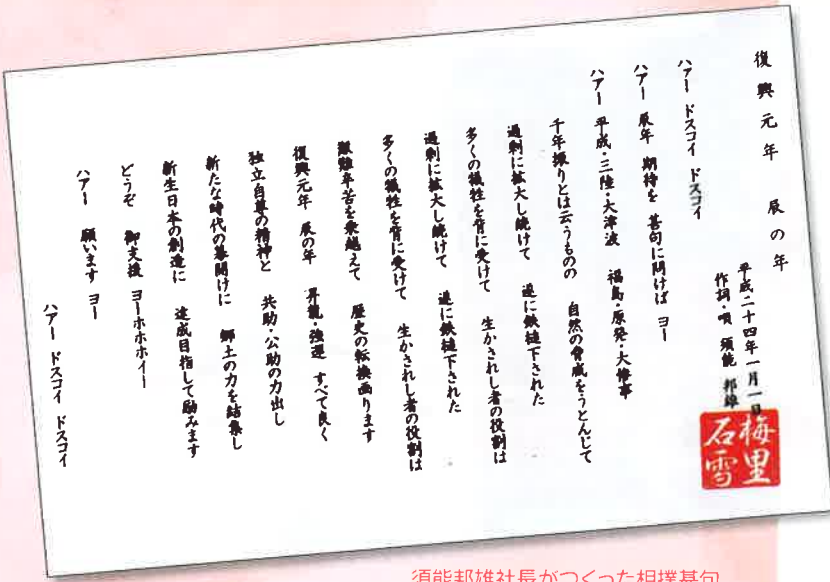 復興元年　辰の年
平成二十四年一月一日
作詞・唄　須能　邦雄
梅里
石雪
ハアー　ドスコイ　ドスコイ
ハアー　辰年　期待を　甚句に問けば　ヨー
ハアー　平成・三陸・大津波　福島・原発・大惨事
千年振りとは云うものの　自然の脅威をうとんじて
過剰に拡大し続けて　遂に鉄槌下された
多くの犠牲を背に受けて　生かされし者の役割は
過剰に拡大し続けて　遂に鉄槌下された
多くの犠牲を背に受けて　生かされし者の役割は
艱難辛苦を乗越えて　歴史の転換画ります
復興元年　辰の年　昇龍・強運　すべて良く
独立自尊の精神と　共助・公助の力出し
新たな時代の幕開けに　郷土の力を結集し
新生日本の創造に　達成目指して励みます
どうぞ　御支援　ヨーホホホイー
ハアー　願います　ヨー
ハアー　ドスコイ　ドスコイ
須能邦雄社長がつくった相撲甚句